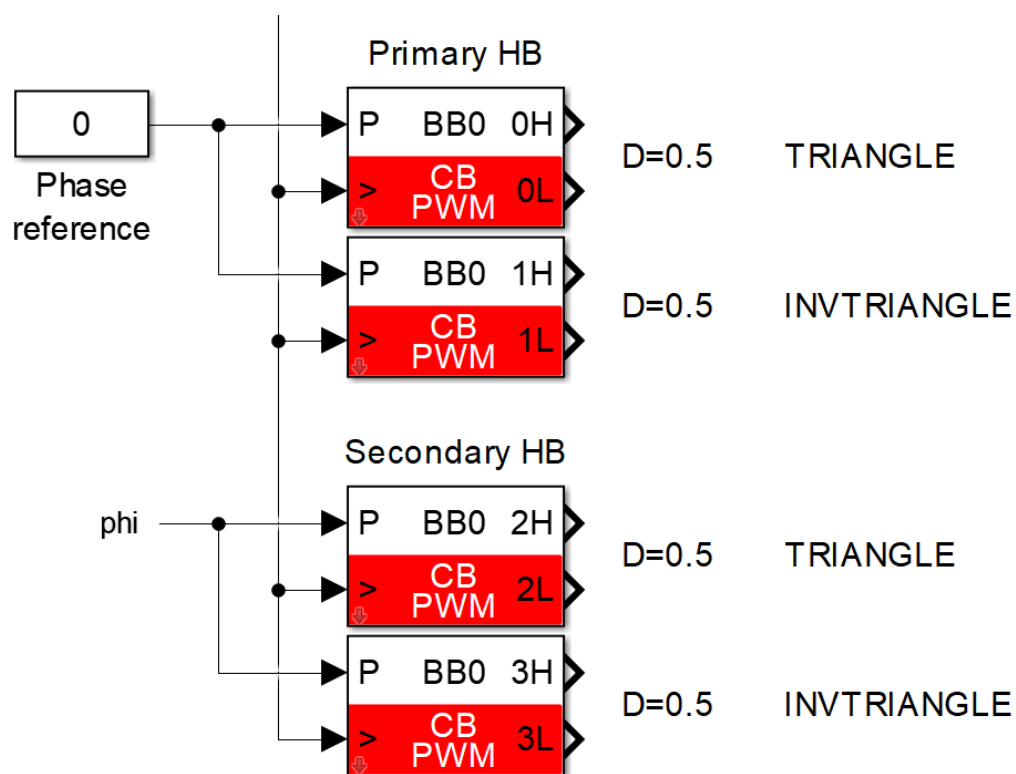 Primary HB
0
Phase
reference
P BB0 0H
> CB
PWM 0L
D=0.5 TRIANGLE
P BB0 1H
> CB
PWM 1L
D=0.5 INVTRIANGLE
Secondary HB
phi
P BB0 2H
> CB
PWM 2L
D=0.5 TRIANGLE
P BB0 3H
> CB
PWM 3L
D=0.5 INVTRIANGLE